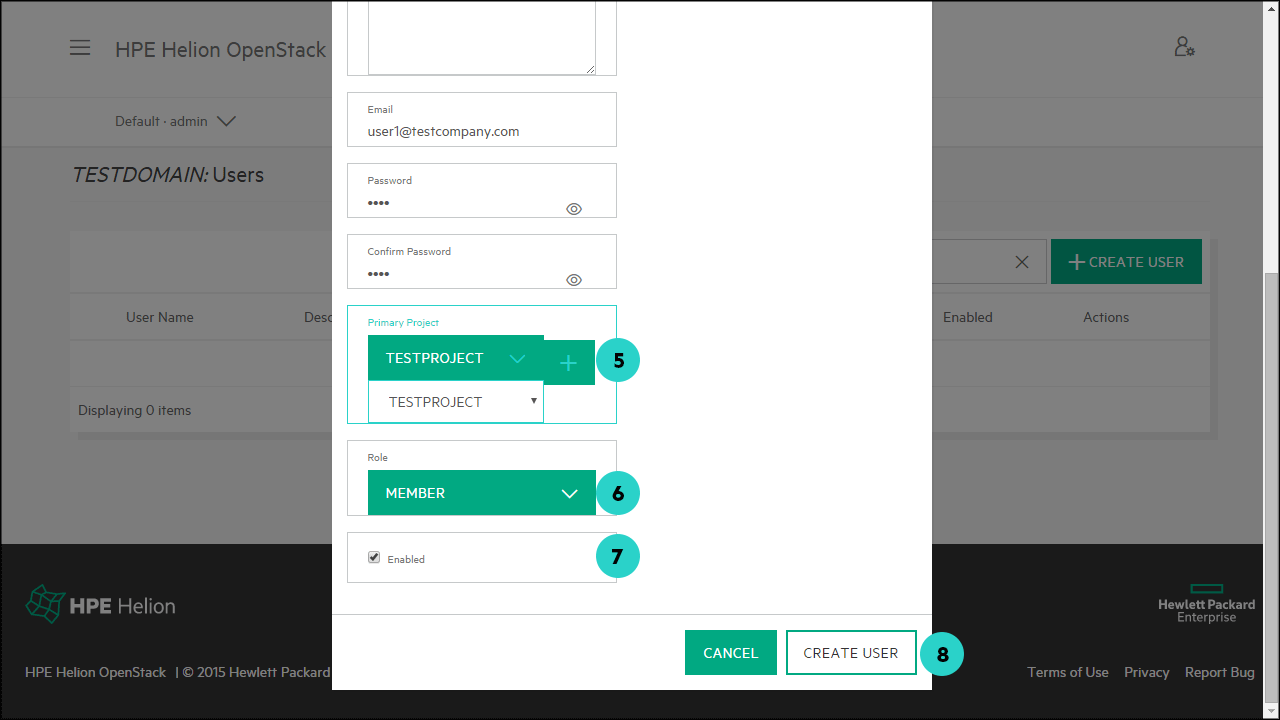 HPE Helion OpenStack
Default · admin
TESTDOMAIN: Users
+ CREATE USER
User Name
Desc
Enabled
Actions
Displaying 0 items
Email
user1@testcompany.com
Password
••••
Confirm Password
••••
Primary Project
TESTPROJECT
+
5
TESTPROJECT
Role
MEMBER
6
Enabled
7
CANCEL
CREATE USER
8
HPE Helion
Hewlett Packard
Enterprise
HPE Helion OpenStack | © 2015 Hewlett Packard
Terms of Use Privacy Report Bug